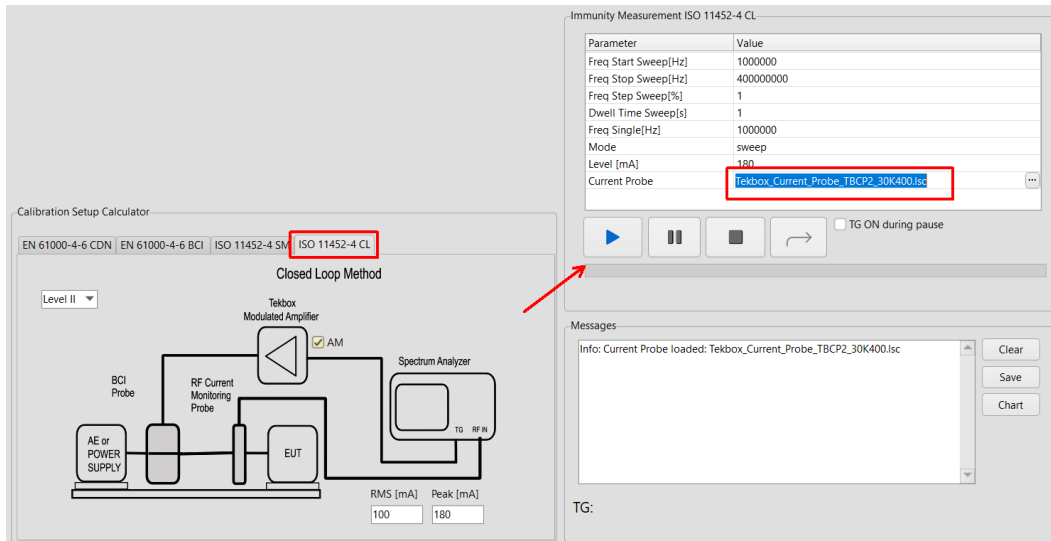 Immunity Measurement ISO 11452-4 CL
Parameter Value
Freq Start Sweep[Hz] 1000000
Freq Stop Sweep[Hz] 400000000
Freq Step Sweep[%] 1
Dwell Time Sweep[s] 1
Freq Single[Hz] 1000000
Mode sweep
Level [mA] 180
Current Probe Tekbox_Current_Probe_TBCP2_30K400.lsc ...
TG ON during pause
Calibration Setup Calculator
EN 61000-4-6 CDN EN 61000-4-6 BCI ISO 11452-4 SM ISO 11452-4 CL
Closed Loop Method
Level II
Tekbox
Modulated Amplifier
AM
Spectrum Analyzer
BCI
Probe
RF Current
Monitoring
Probe
TG RF IN
AE or
POWER
SUPPLY
EUT
RMS [mA] Peak [mA]
100 180
Messages
Info: Current Probe loaded: Tekbox_Current_Probe_TBCP2_30K400.lsc
Clear
Save
Chart
TG: